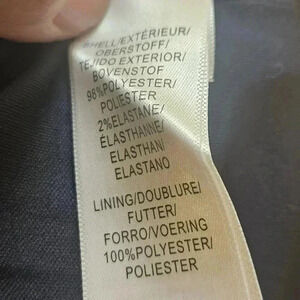 SHELL/EXTÉRIEUR/
OBERSTOFF/
TEJIDO EXTERIOR/
BOVENSTOF
98%POLYESTER/
POLIESTER
2%ELASTANE/
ÉLASTHANNE/
ELASTHAN/
ELASTANO
LINING/DOUBLURE/
FUTTER/
FORRO/VOERING
100%POLYESTER/
POLIESTER